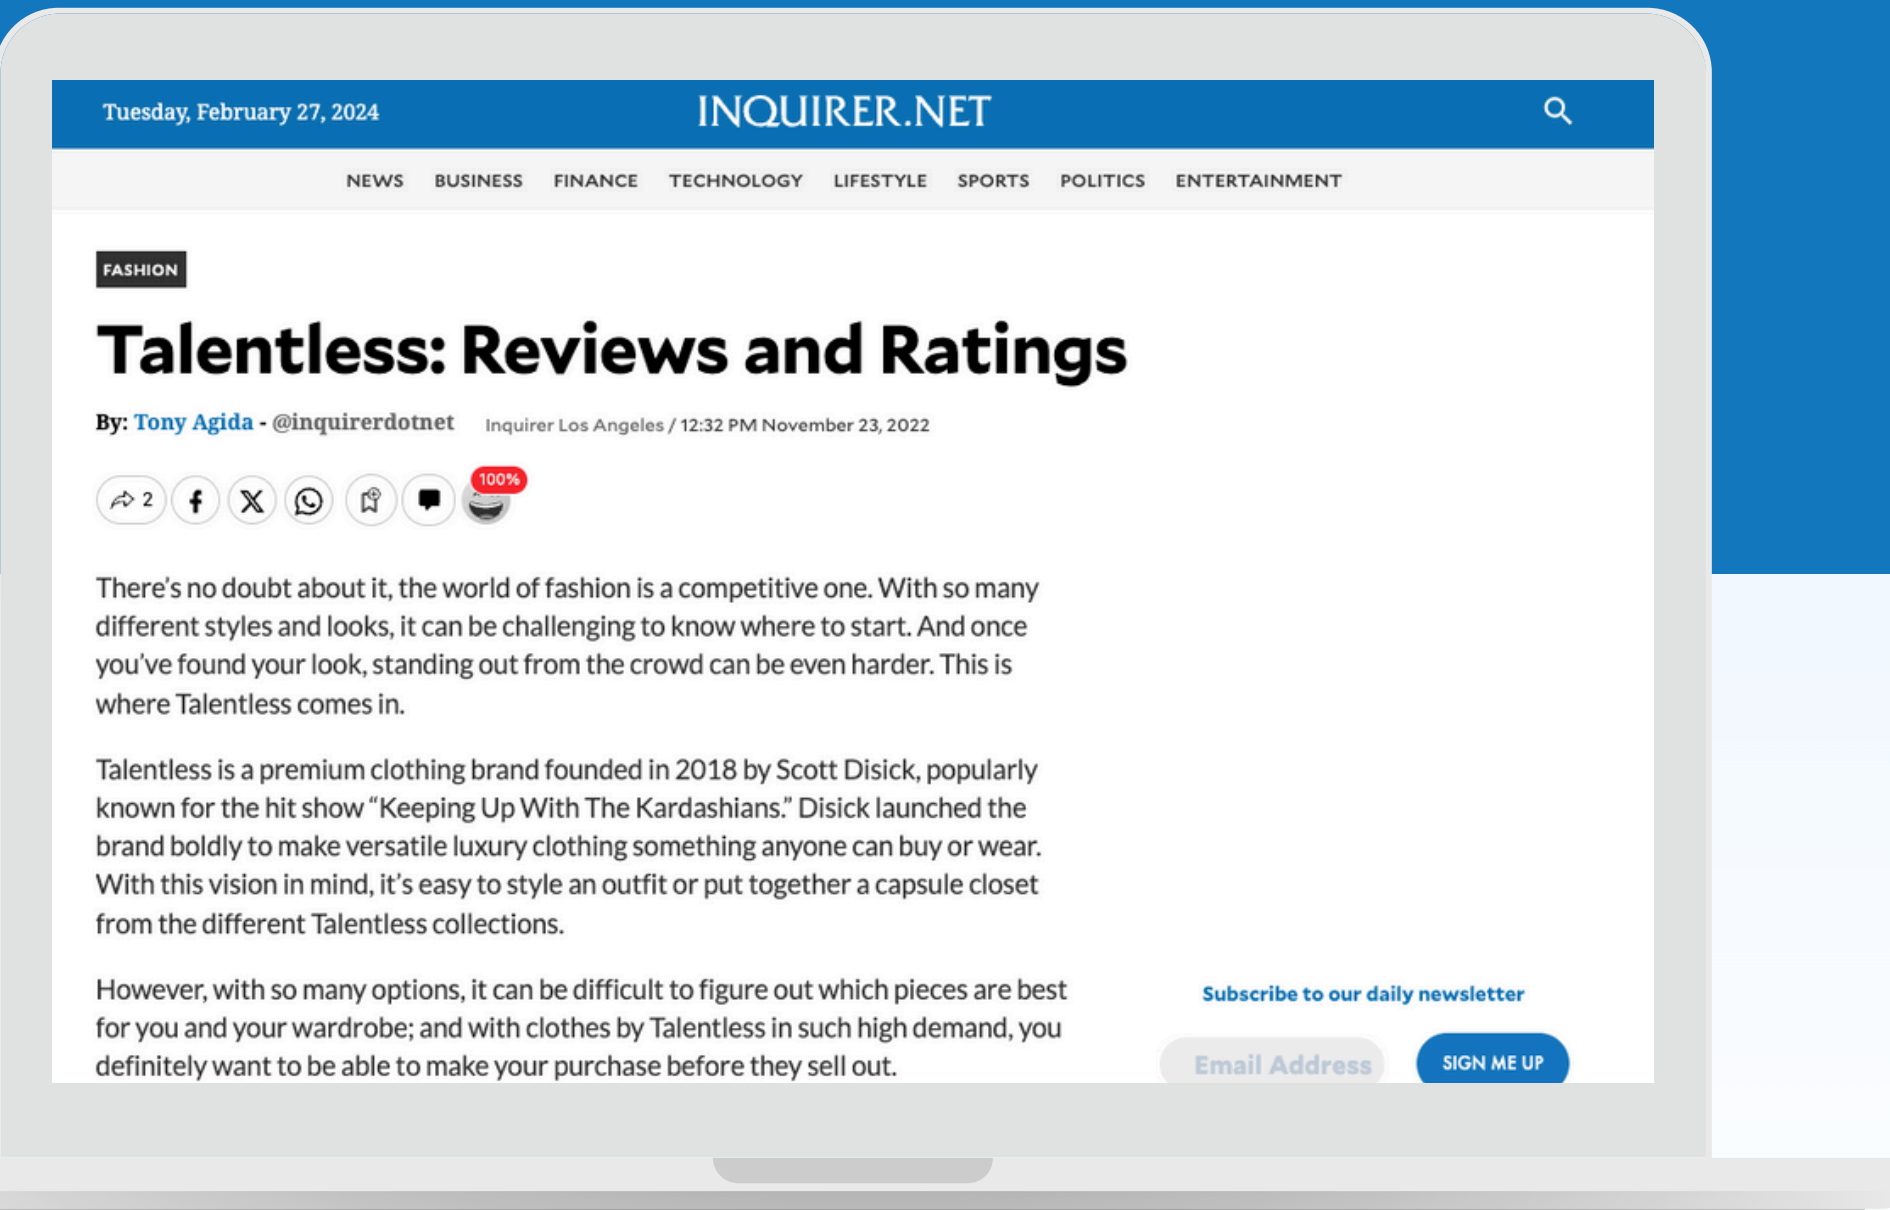 Tuesday, February 27, 2024
INQUIRER.NET
NEWS BUSINESS FINANCE TECHNOLOGY LIFESTYLE SPORTS POLITICS ENTERTAINMENT
FASHION
Talentless: Reviews and Ratings
By: Tony Agida - @inquirerdotnet Inquirer Los Angeles / 12:32 PM November 23, 2022
2
100%
There’s no doubt about it, the world of fashion is a competitive one. With so many
different styles and looks, it can be challenging to know where to start. And once
you’ve found your look, standing out from the crowd can be even harder. This is
where Talentless comes in.
Talentless is a premium clothing brand founded in 2018 by Scott Disick, popularly
known for the hit show “Keeping Up With The Kardashians.” Disick launched the
brand boldly to make versatile luxury clothing something anyone can buy or wear.
With this vision in mind, it’s easy to style an outfit or put together a capsule closet
from the different Talentless collections.
However, with so many options, it can be difficult to figure out which pieces are best
for you and your wardrobe; and with clothes by Talentless in such high demand, you
definitely want to be able to make your purchase before they sell out.
Subscribe to our daily newsletter
Email Address
SIGN ME UP